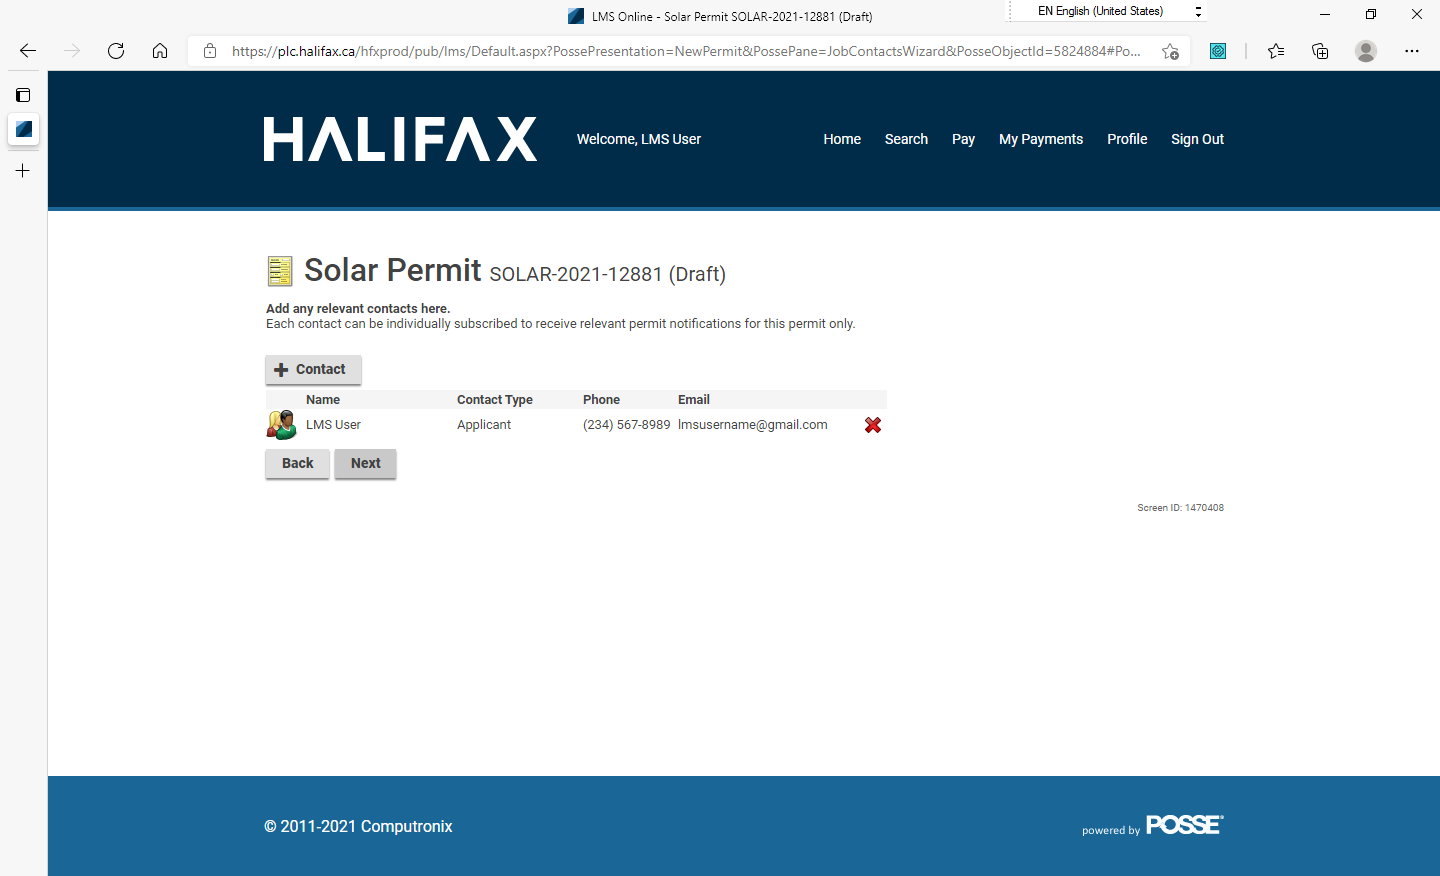 LMS Online - Solar Permit SOLAR-2021-12881 (Draft)
EN English (United States)
https://plc.halifax.ca/hfxprod/pub/lms/Default.aspx?PossePresentation=NewPermit&PossePane=JobContactsWizard&PosseObjectId=5824884#Po...
HALIFAX
Welcome, LMS User
Home Search Pay My Payments Profile Sign Out
Solar Permit SOLAR-2021-12881 (Draft)
Add any relevant contacts here.
Each contact can be individually subscribed to receive relevant permit notifications for this permit only.
Contact
Name Contact Type Phone Email
LMS User Applicant (234) 567-8989 lmsusername@gmail.com
Back Next
Screen ID: 1470408
© 2011-2021 Computronix
powered by POSSE®